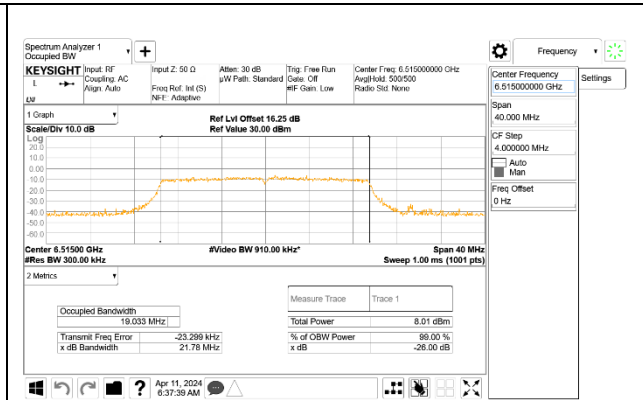 Spectrum Analyzer 1
Occupied BW
Frequency
KEYSIGHT
L
Input: RF
Coupling: AC
Align: Auto
Input Z: 50 Ω
Freq Ref: Int (S)
NFE: Adaptive
Atten: 30 dB
µW Path: Standard
Trig: Free Run
Gate: Off
#IF Gain: Low
Center Freq: 6.515000000 GHz
Avg|Hold: 500/500
Radio Std: None
Center Frequency
6.515000000 GHz
Settings
Span
40.000 MHz
CF Step
4.000000 MHz
Auto
Man
Freq Offset
0 Hz
1 Graph
Scale/Div 10.0 dB
Ref Lvl Offset 16.25 dB
Ref Value 30.00 dBm
Log
20.0
10.0
0.00
-10.0
-20.0
-30.0
-40.0
-50.0
-60.0
Center 6.51500 GHz
#Video BW 910.00 kHz*
Span 40 MHz
#Res BW 300.00 kHz
Sweep 1.00 ms (1001 pts)
2 Metrics
Measure Trace
Trace 1
Occupied Bandwidth
19.033 MHz
Total Power
8.01 dBm
Transmit Freq Error
-23.299 kHz
% of OBW Power
99.00 %
x dB Bandwidth
21.78 MHz
x dB
-26.00 dB
?
Apr 11, 2024
6:37:39 AM